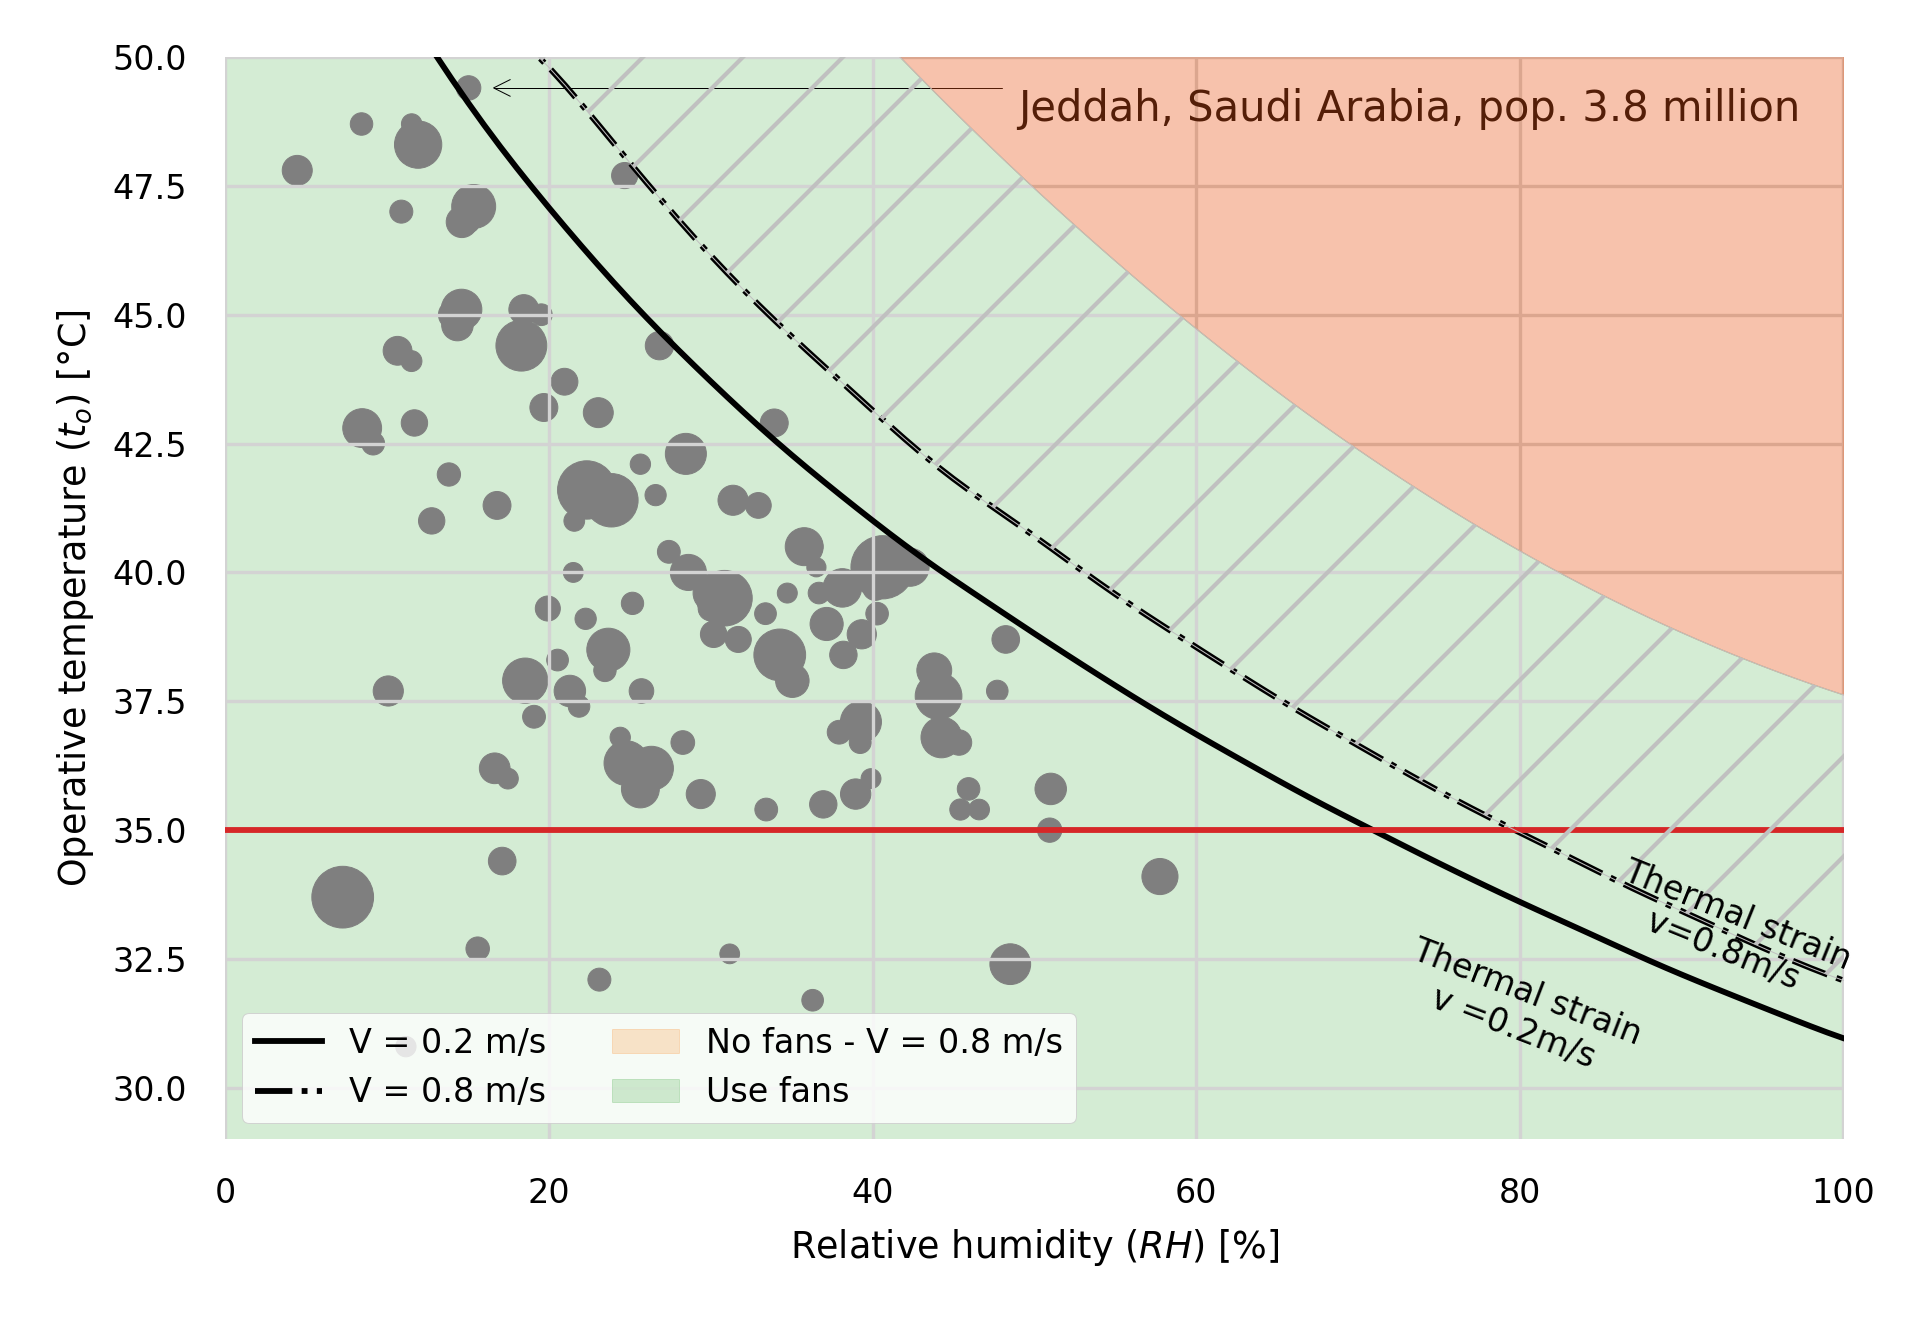 50.0
47.5
45.0
42.5
40.0
37.5
35.0
32.5
30.0
Operative temperature (t_o) [°C]
Jeddah, Saudi Arabia, pop. 3.8 million
Thermal strain
v=0.8m/s
Thermal strain
v =0.2m/s
V = 0.2 m/s
V = 0.8 m/s
No fans - V = 0.8 m/s
Use fans
0 20 40 60 80 100
Relative humidity (RH) [%]